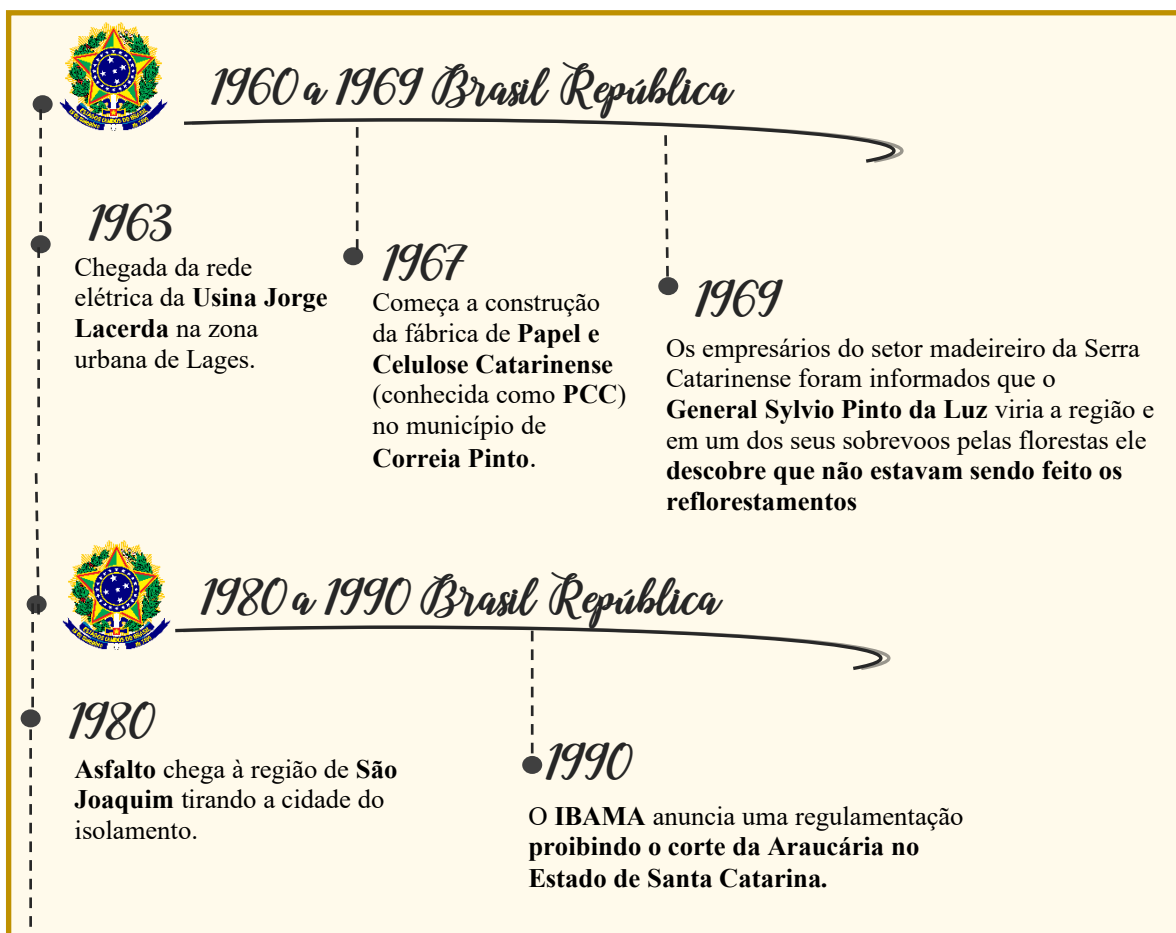 1960 a 1969 Brasil República
1963
Chegada da rede
elétrica da Usina Jorge
Lacerda na zona
urbana de Lages.
1967
Começa a construção
da fábrica de Papel e
Celulose Catarinense
(conhecida como PCC)
no município de
Correia Pinto.
1969
Os empresários do setor madeireiro da Serra
Catarinense foram informados que o
General Sylvio Pinto da Luz viria a região e
em um dos seus sobrevoos pelas florestas ele
descobre que não estavam sendo feito os
reflorestamentos
1980 a 1990 Brasil República
1980
Asfalto chega à região de São
Joaquim tirando a cidade do
isolamento.
1990
O IBAMA anuncia uma regulamentação
proibindo o corte da Araucária no
Estado de Santa Catarina.